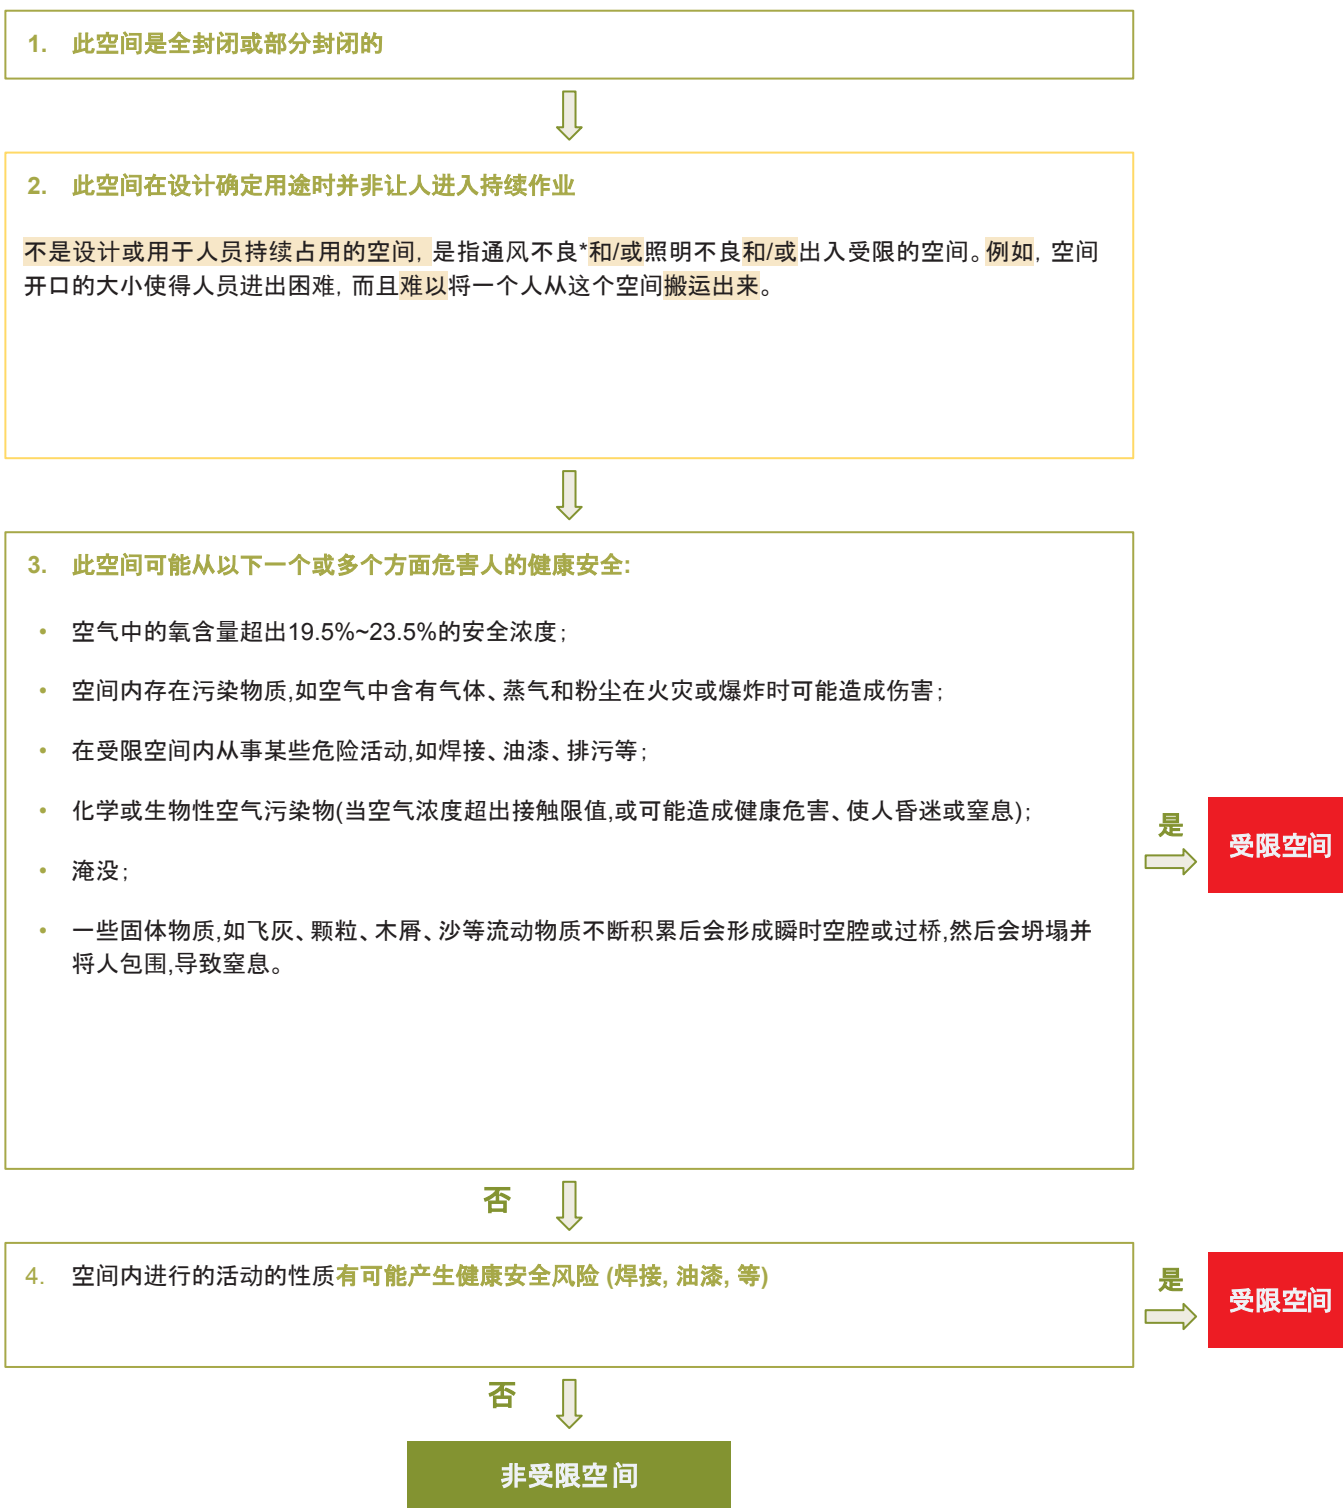 1. 此空间是全封闭或部分封闭的
2. 此空间在设计确定用途时并非让人进入持续作业
不是设计或用于人员持续占用的空间, 是指通风不良*和/或照明不良和/或出入受限的空间。例如, 空间
开口的大小使得人员进出困难, 而且难以将一个人从这个空间搬运出来。
3. 此空间可能从以下一个或多个方面危害人的健康安全:
• 空气中的氧含量超出19.5%~23.5%的安全浓度;
• 空间内存在污染物质,如空气中含有气体、蒸气和粉尘在火灾或爆炸时可能造成伤害;
• 在受限空间内从事某些危险活动,如焊接、油漆、排污等;
• 化学或生物性空气污染物(当空气浓度超出接触限值,或可能造成健康危害、使人昏迷或窒息);
• 淹没;
• 一些固体物质,如飞灰、颗粒、木屑、沙等流动物质不断积累后会形成瞬时空腔或过桥,然后会坍塌并
将人包围,导致窒息。
是
受限空间
否
4. 空间内进行的活动的性质有可能产生健康安全风险 (焊接, 油漆, 等)
是
受限空间
否
非受限空间